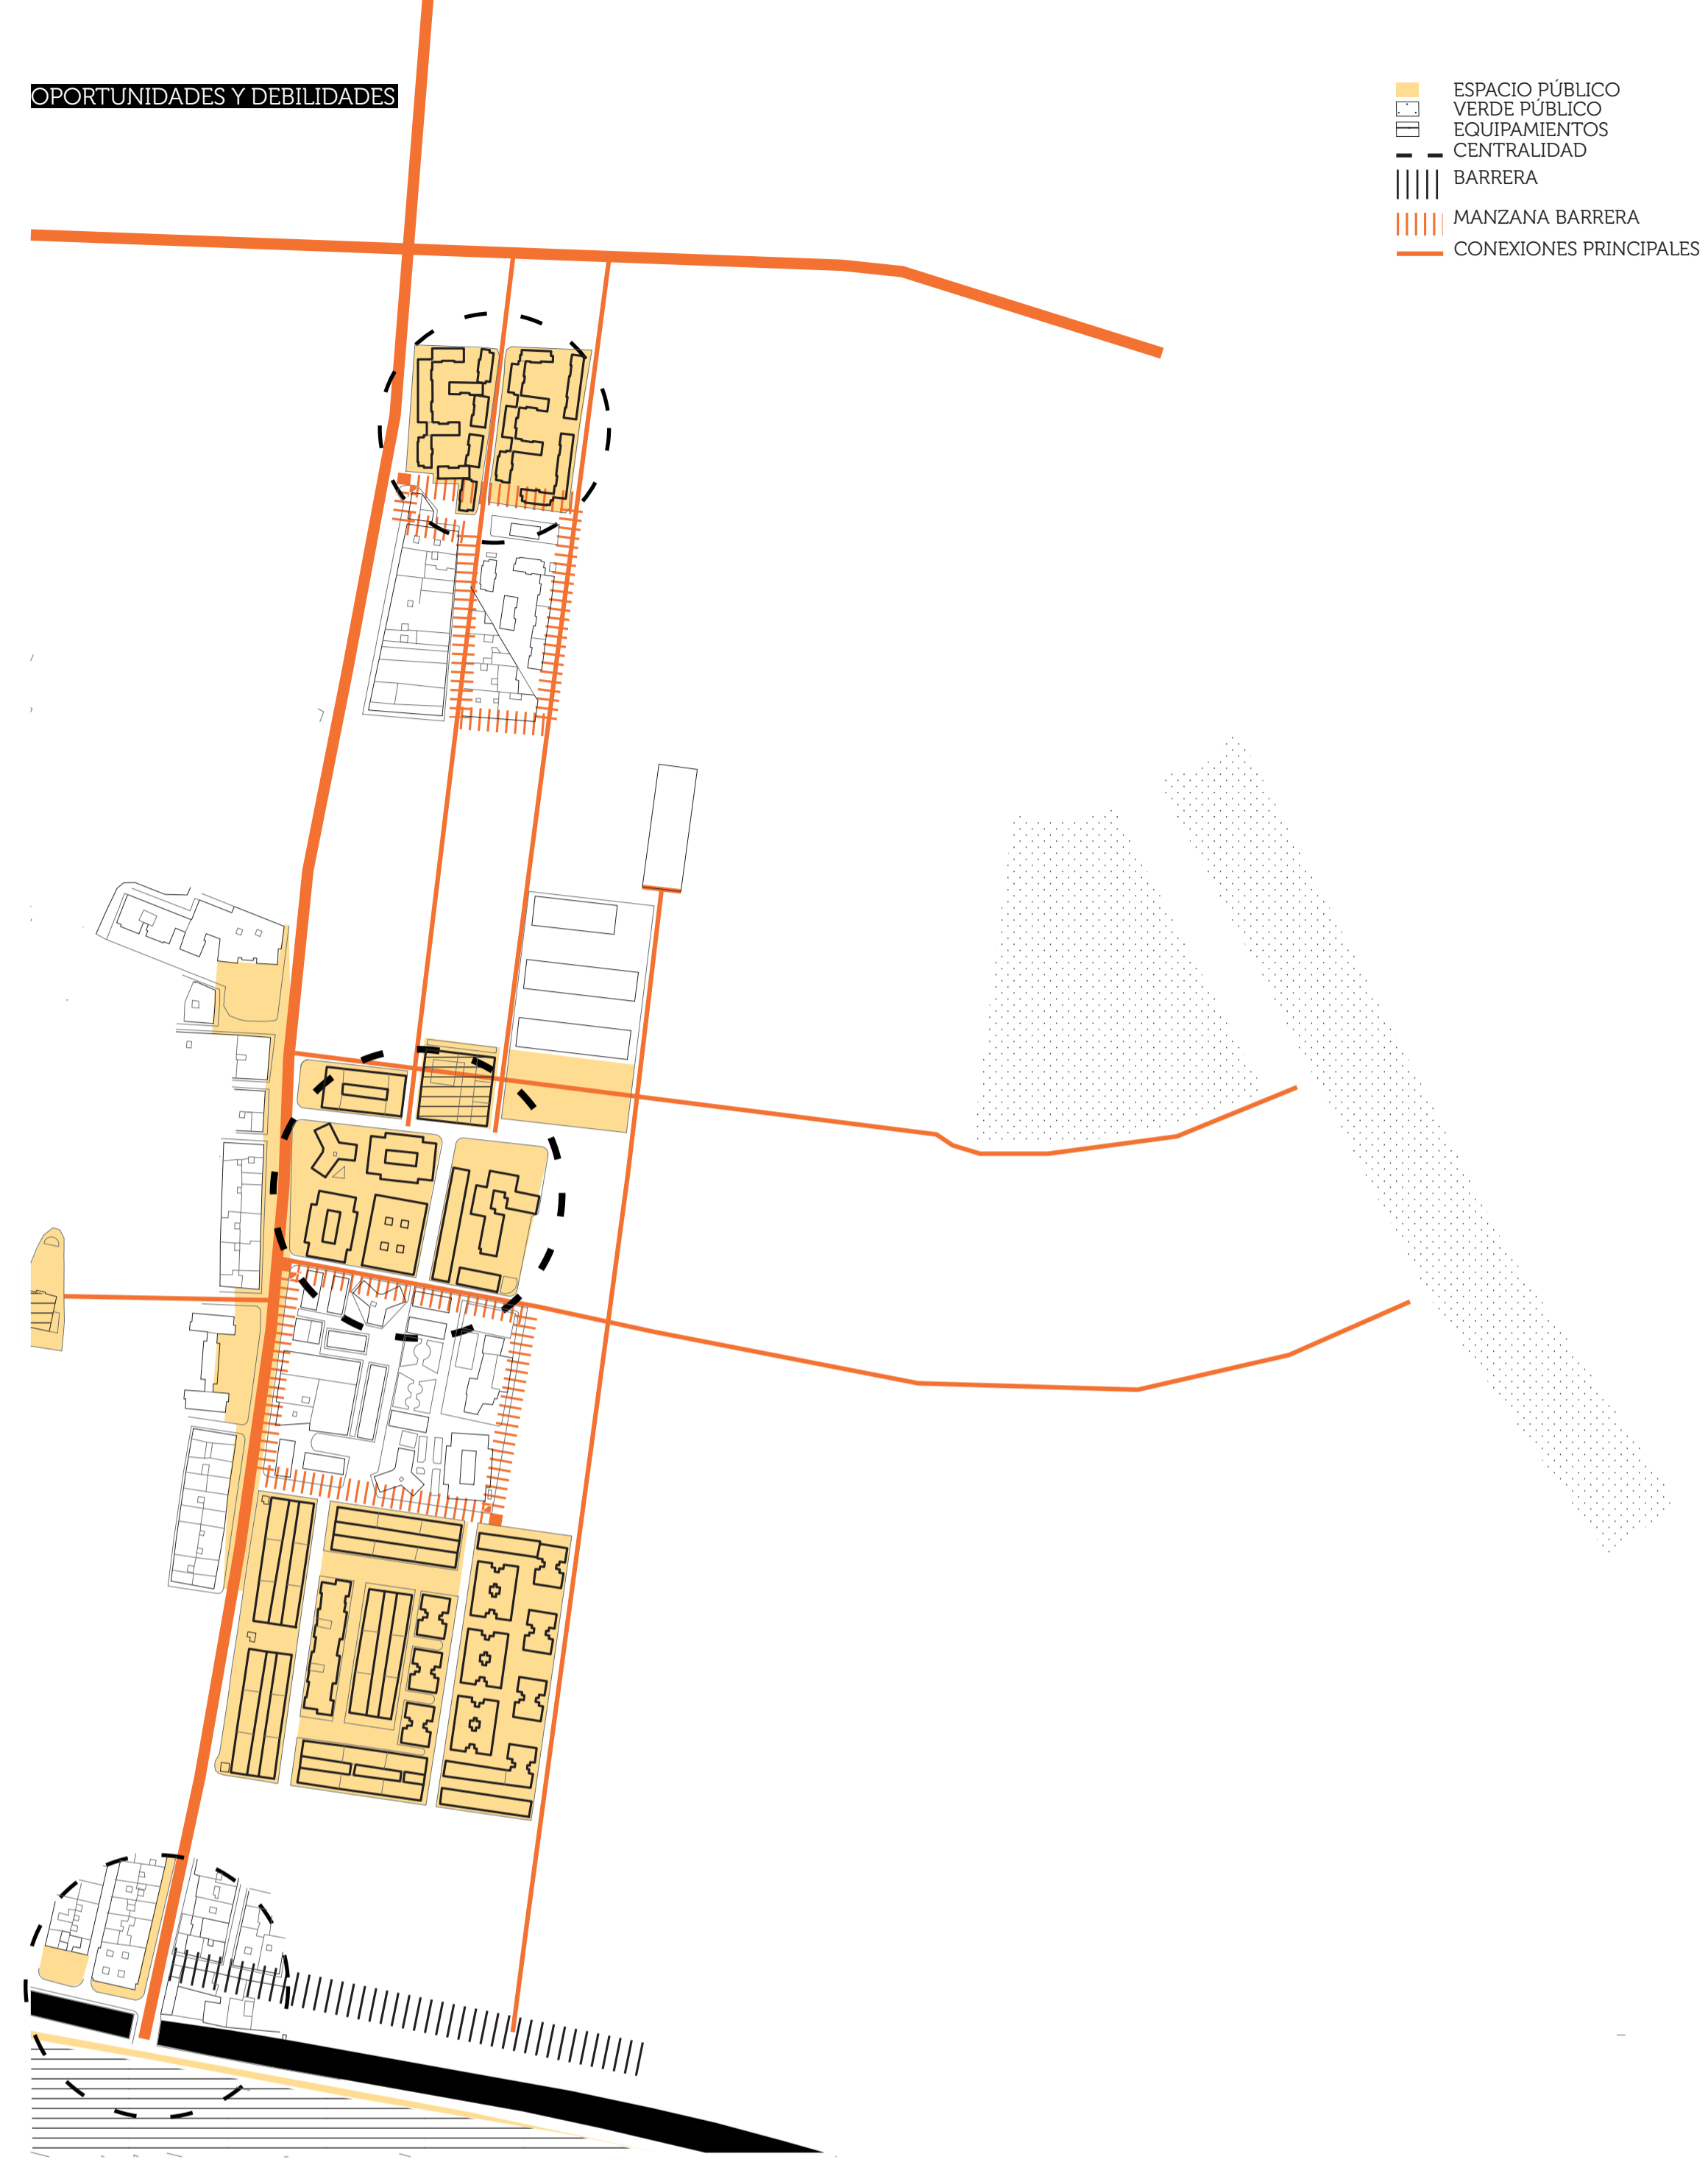 OPORTUNIDADES Y DEBILIDADES
ESPACIO PÚBLICO
VERDE PÚBLICO
EQUIPAMIENTOS
CENTRALIDAD
BARRERA
MANZANA BARRERA
CONEXIONES PRINCIPALES